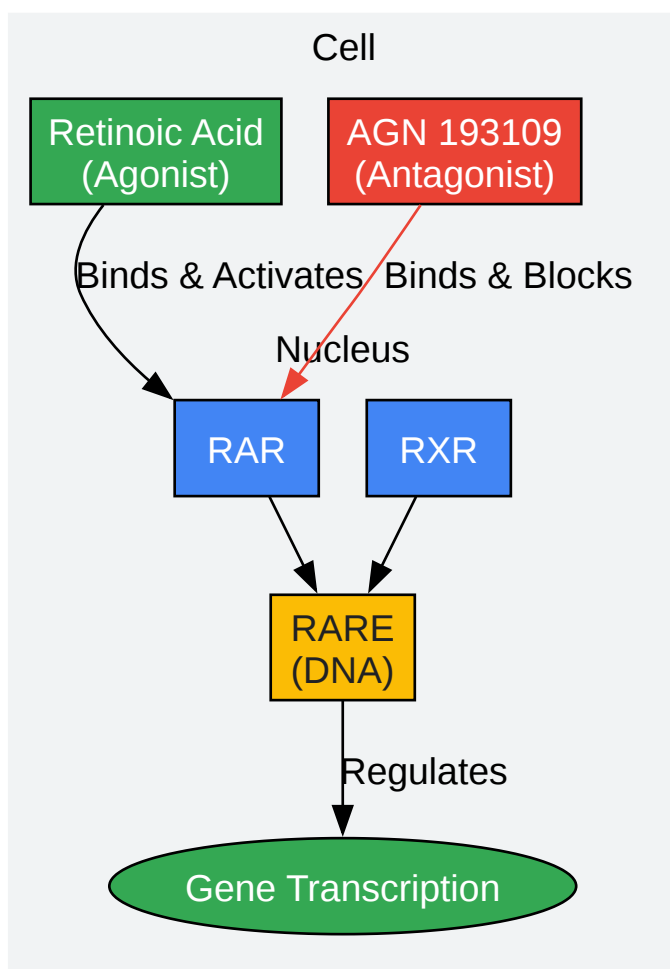 Cell
Retinoic Acid
(Agonist)
AGN 193109
(Antagonist)
Binds & Activates
Binds & Blocks
Nucleus
RAR
RXR
RARE
(DNA)
Regulates
Gene Transcription